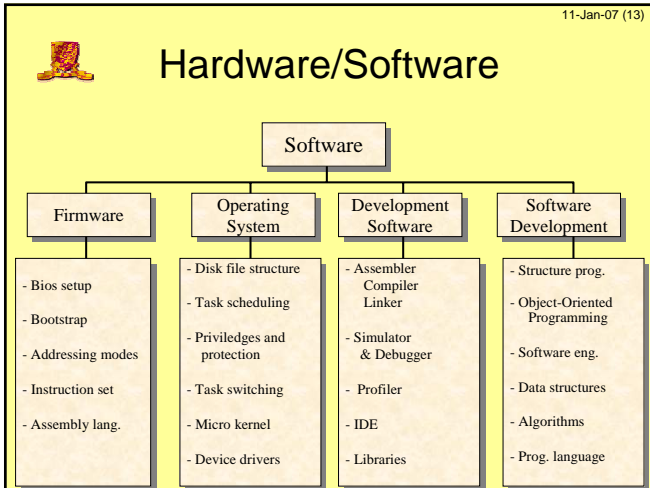 11-Jan-07 (13)
Hardware/Software
Software
Firmware
- Bios setup
- Bootstrap
- Addressing modes
- Instruction set
- Assembly lang.
Operating
System
- Disk file structure
- Task scheduling
- Priviledges and
protection
- Task switching
- Micro kernel
- Device drivers
Development
Software
- Assembler
Compiler
Linker
- Simulator
& Debugger
- Profiler
- IDE
- Libraries
Software
Development
- Structure prog.
- Object-Oriented
Programming
- Software eng.
- Data structures
- Algorithms
- Prog. language